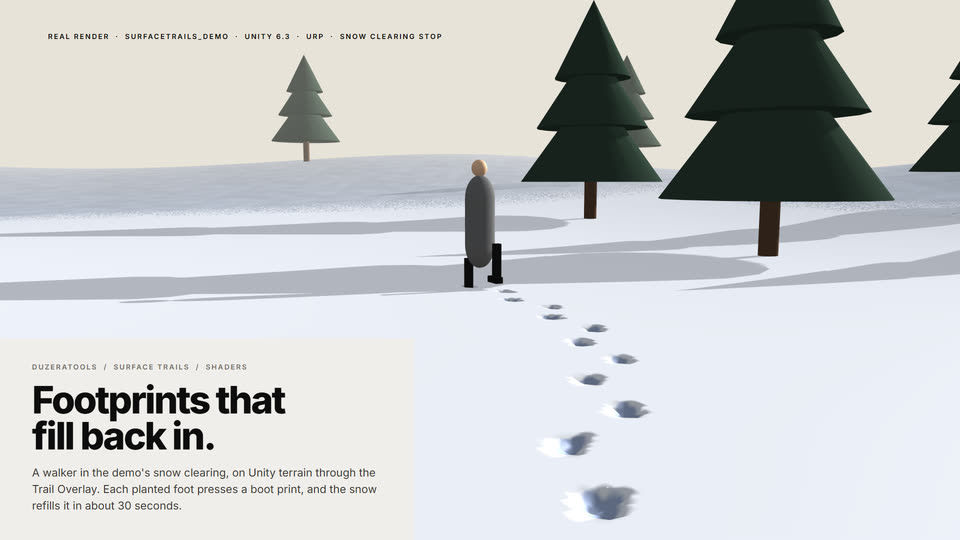 REAL RENDER · SURFACETRAILS_DEMO · UNITY 6.3 · URP · SNOW CLEARING STOP
DUZERATOOLS / SURFACE TRAILS / SHADERS
Footprints that
fill back in.
A walker in the demo's snow clearing, on Unity terrain through the
Trail Overlay. Each planted foot presses a boot print, and the snow
refills it in about 30 seconds.